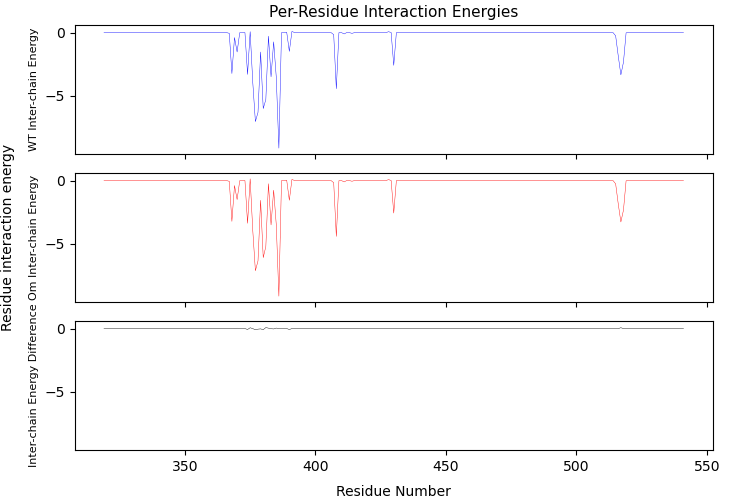 Per-Residue Interaction Energies
Residue interaction energy
WT Inter-chain Energy
0
−5
Om Inter-chain Energy
0
−5
Inter-chain Energy Difference
0
−5
350
400
450
500
550
Residue Number